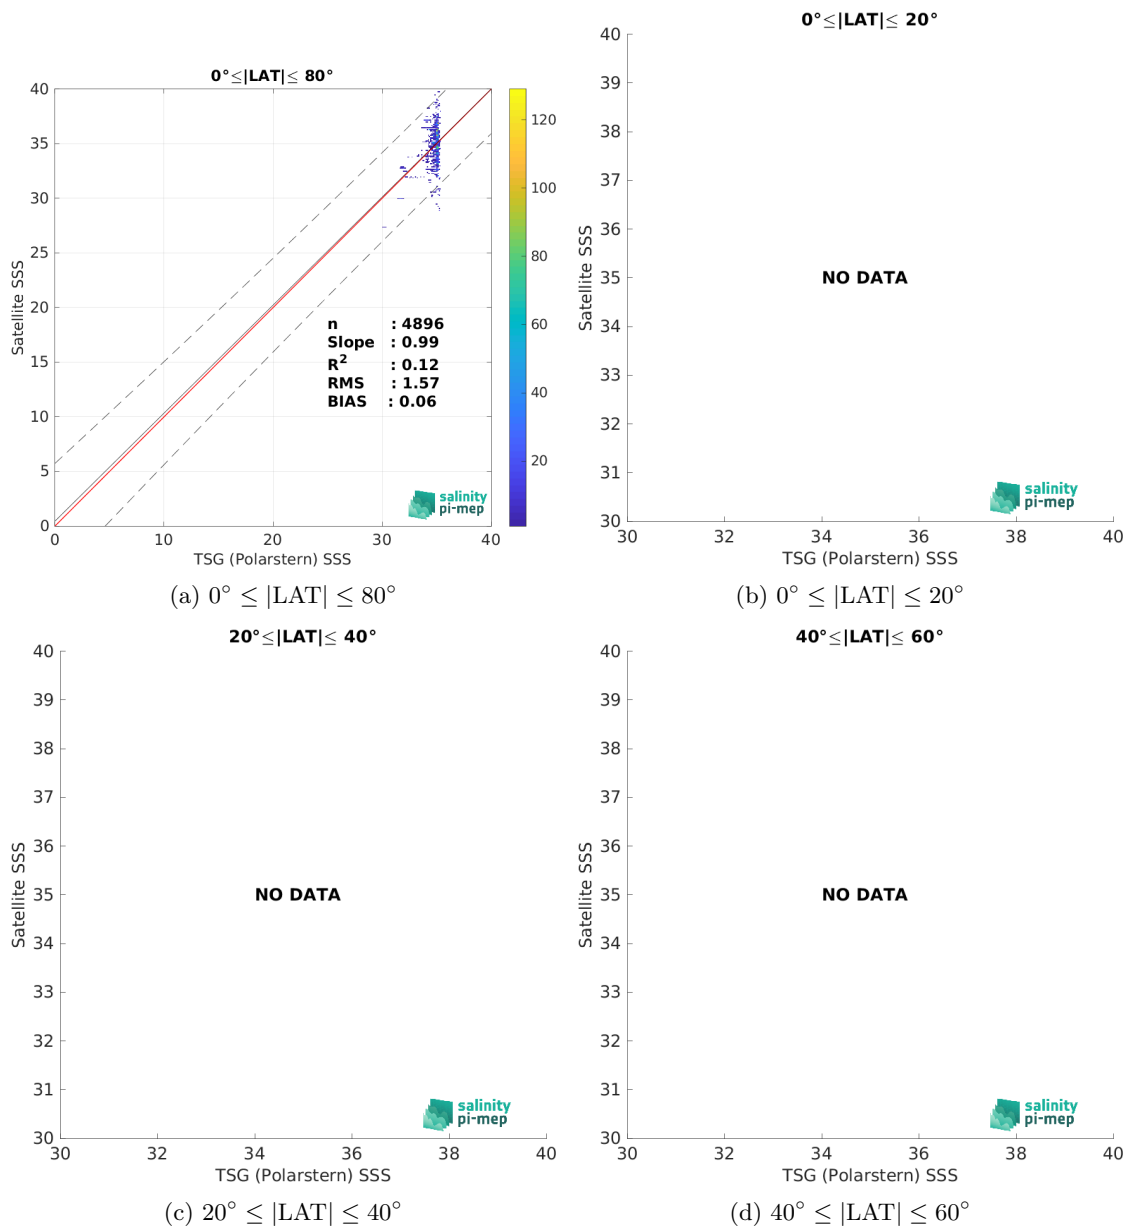 0°≤|LAT|≤ 80°
40
35
30
25
20
15
10
5
0
0
10
20
30
40
Satellite SSS
TSG (Polarstern) SSS
120
100
80
60
40
20
n : 4896
Slope : 0.99
R² : 0.12
RMS : 1.57
BIAS : 0.06
salinity
pi-mep
(a) 0° ≤ |LAT| ≤ 80°
0°≤|LAT|≤ 20°
40
39
38
37
36
35
34
33
32
31
30
30
32
34
36
38
40
Satellite SSS
NO DATA
TSG (Polarstern) SSS
salinity
pi-mep
(b) 0° ≤ |LAT| ≤ 20°
20°≤|LAT|≤ 40°
40
39
38
37
36
35
34
33
32
31
30
30
32
34
36
38
40
Satellite SSS
NO DATA
TSG (Polarstern) SSS
salinity
pi-mep
(c) 20° ≤ |LAT| ≤ 40°
40°≤|LAT|≤ 60°
40
39
38
37
36
35
34
33
32
31
30
30
32
34
36
38
40
Satellite SSS
NO DATA
TSG (Polarstern) SSS
salinity
pi-mep
(d) 40° ≤ |LAT| ≤ 60°